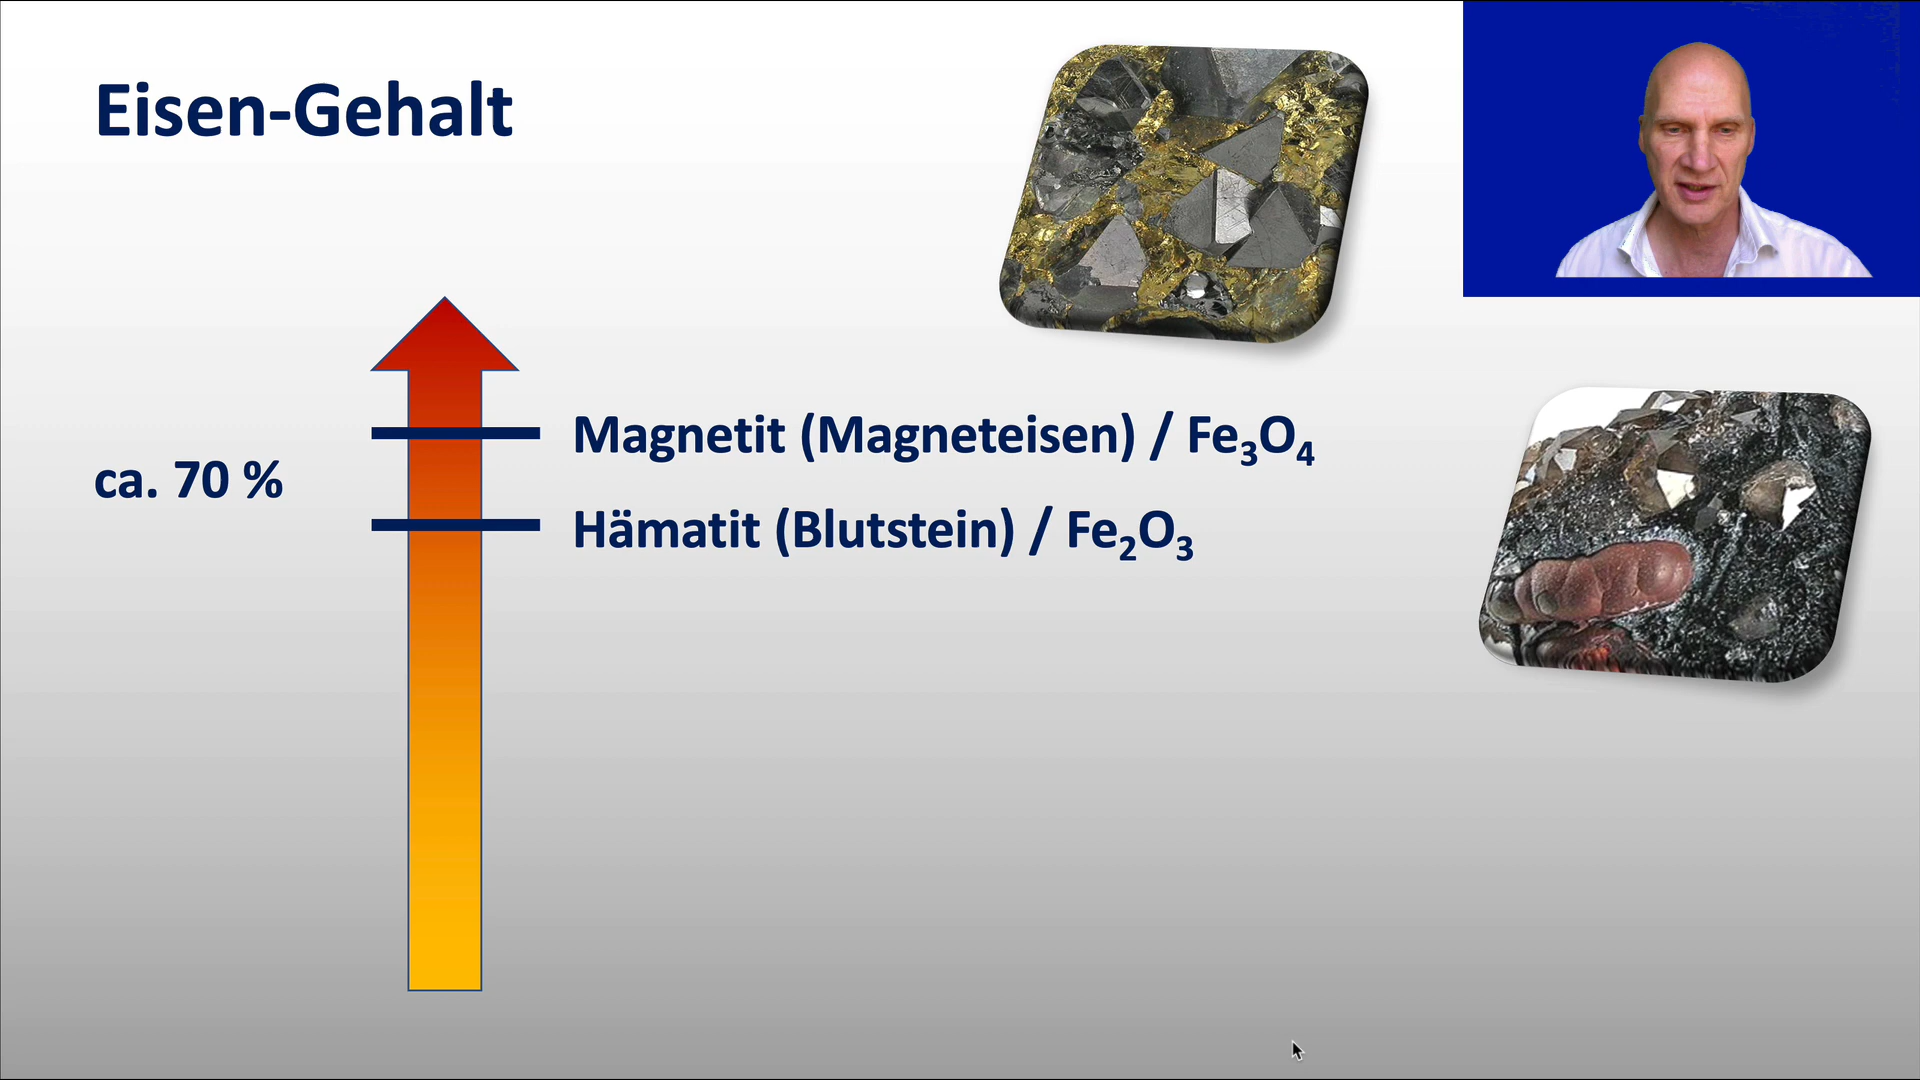 Eisen-Gehalt
Magnetit (Magneteisen) / Fe₃O₄
ca. 70 %
Hämatit (Blutstein) / Fe₂O₃